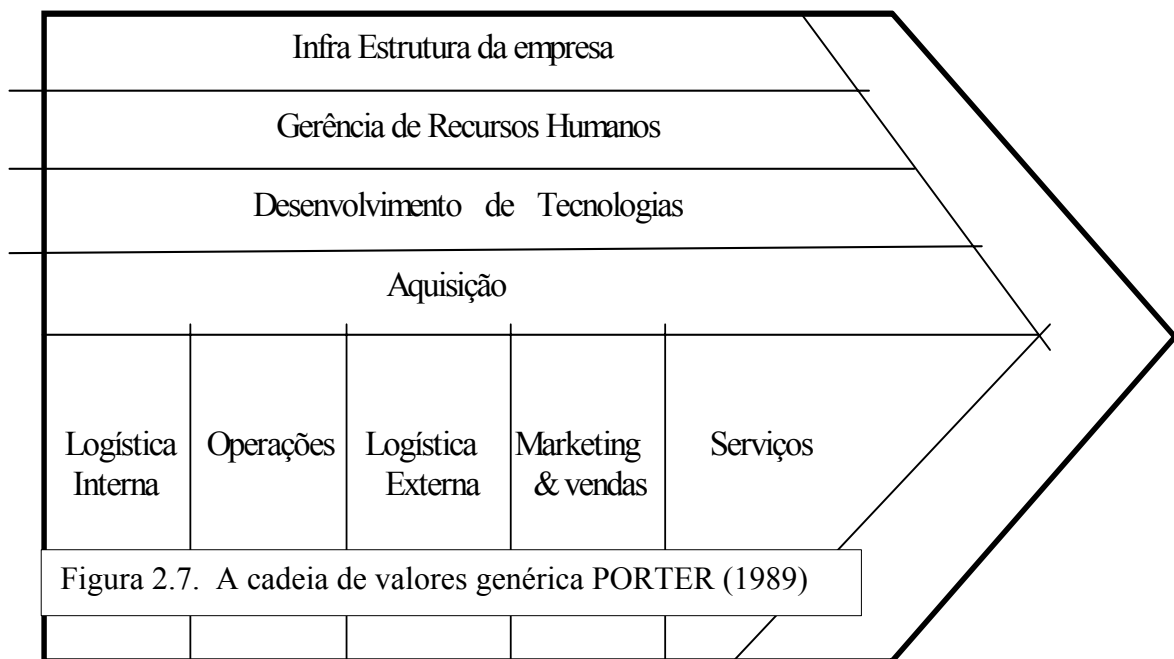 Infra Estrutura da empresa
Gerência de Recursos Humanos
Desenvolvimento de Tecnologias
Aquisição
Logística
Interna
Operações
Logística
Externa
Marketing
& vendas
Serviços
Figura 2.7. A cadeia de valores genérica PORTER (1989)